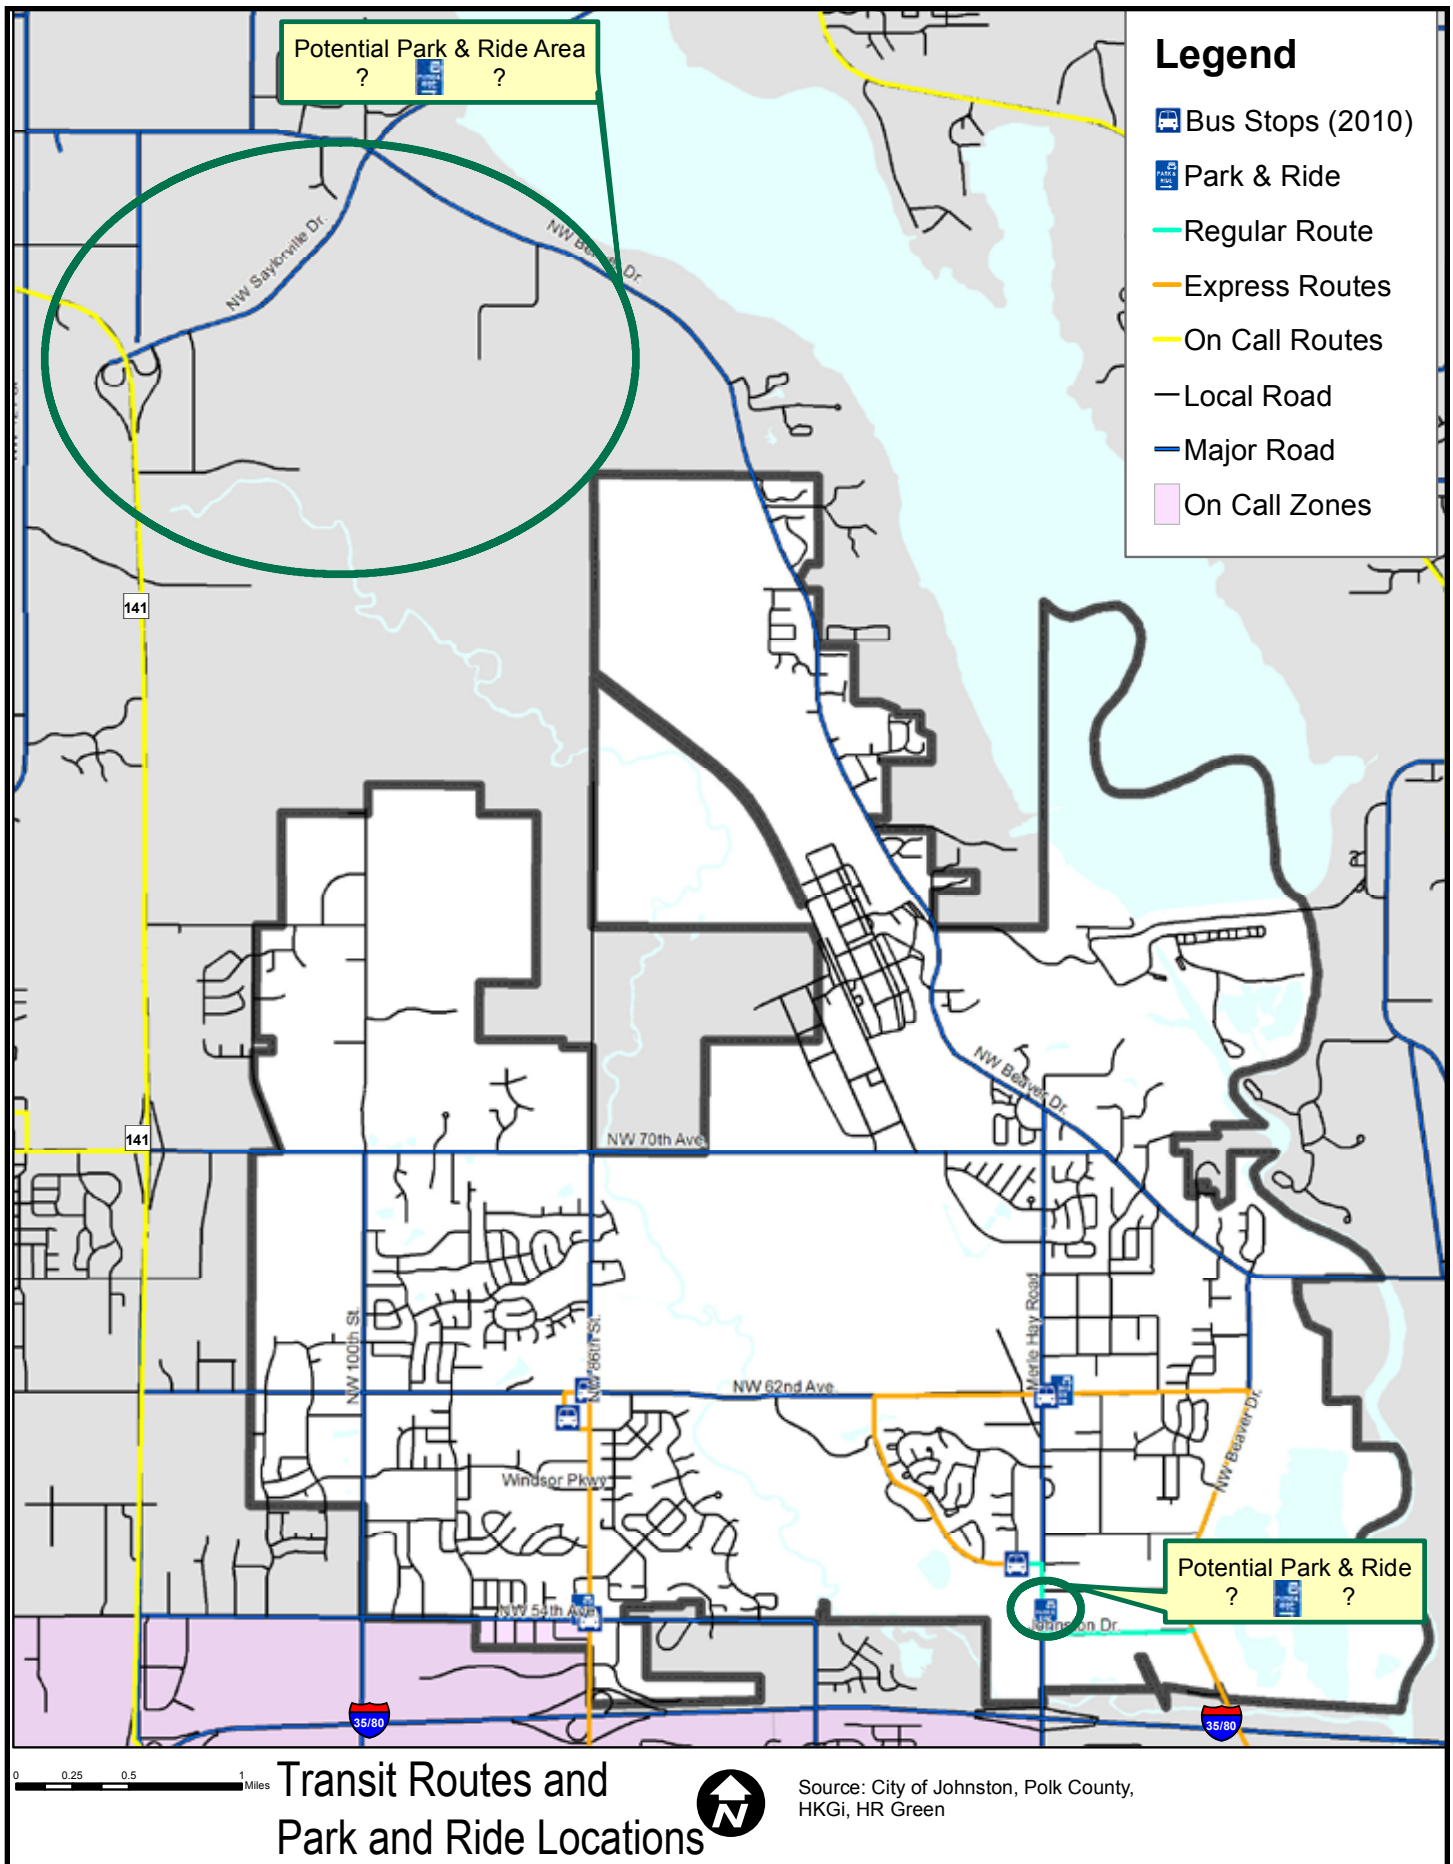 Potential Park & Ride Area
? ?
Legend
Bus Stops (2010)
Park & Ride
Regular Route
Express Routes
On Call Routes
Local Road
Major Road
On Call Zones
NW Saylorville Dr.
NW Beaver Dr.
141
NW Beaver Dr.
141
NW 70th Ave
NW 100th St.
NW 86th St.
Merle Hay Road
NW 62nd Ave.
NW Beaver Dr.
Windsor Pkwy
NW 54th Ave
Potential Park & Ride
? ?
Johnston Dr.
35/80
35/80
0 0.25 0.5 1
Miles
Transit Routes and
Park and Ride Locations
N
Source: City of Johnston, Polk County,
HKGi, HR Green